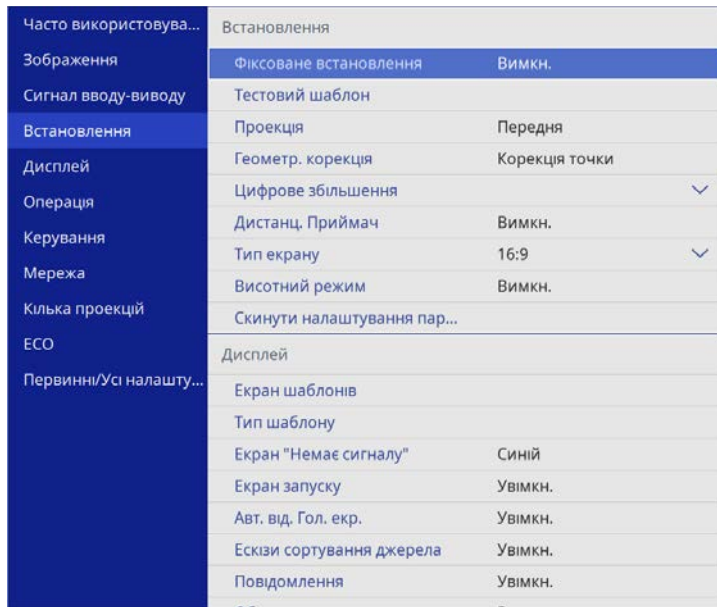 Часто використовува...
Зображення
Сигнал вводу-виводу
Встановлення
Дисплей
Операція
Керування
Мережа
Кілька проекцій
ECO
Первинні/Усі налашту...
Встановлення
Фіксоване встановлення Вимкн.
Тестовий шаблон
Проекція Передня
Геометр. корекція Корекція точки
Цифрове збільшення
Дистанц. Приймач Вимкн.
Тип екрану 16:9
Висотний режим Вимкн.
Скинути налаштування пар...
Дисплей
Екран шаблонів
Тип шаблону
Екран "Немає сигналу" Синій
Екран запуску Увімкн.
Авт. від. Гол. екр. Увімкн.
Ескізи сортування джерела Увімкн.
Повідомлення Увімкн.